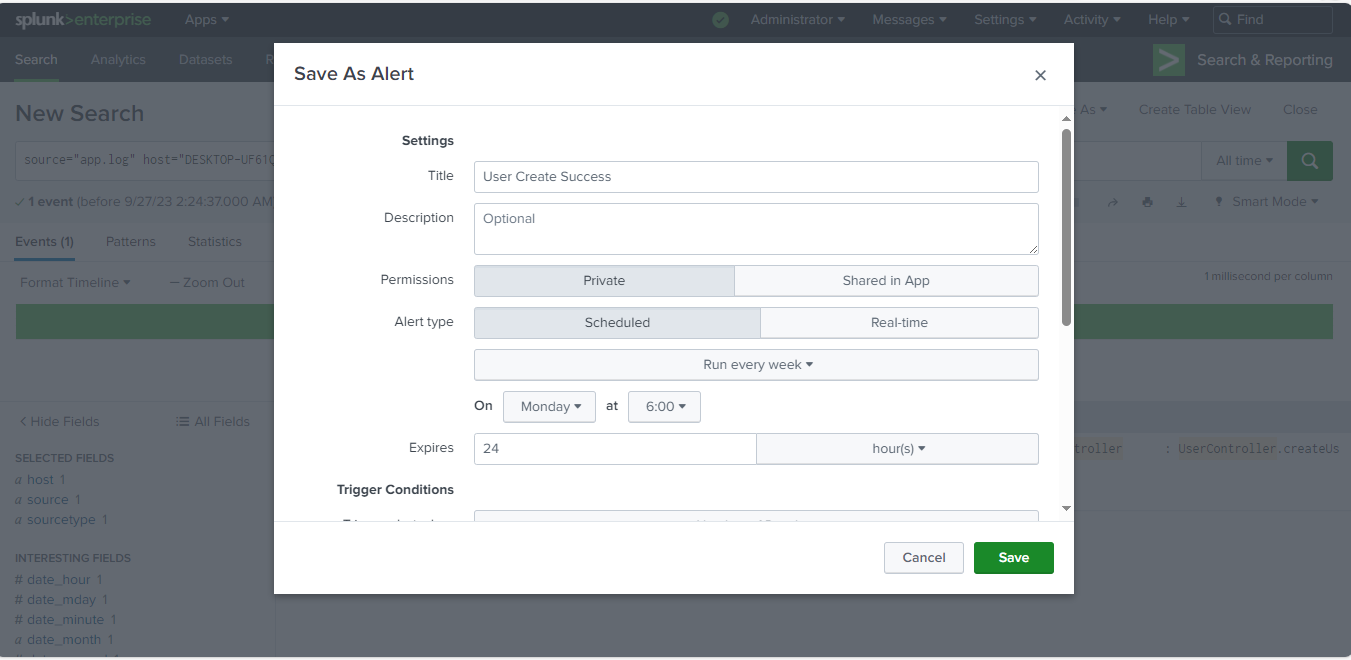 splunk>enterprise Apps Administrator Messages Settings Activity Help Find
Search Analytics Datasets R Search & Reporting
Save As Alert
New Search As Create Table View Close
Settings
source="app.log" host="DESKTOP-UF61Q All time
Title User Create Success
1 event (before 9/27/23 2:24:37.000 AM Smart Mode
Description Optional
Events (1) Patterns Statistics
Permissions Private Shared in App
Format Timeline — Zoom Out 1 millisecond per column
Alert type Scheduled Real-time
Run every week
On Monday at 6:00
Hide Fields All Fields
Expires 24 hour(s)
troller : UserController.createUs
SELECTED FIELDS
a host 1
Trigger Conditions
a source 1
a sourcetype 1
INTERESTING FIELDS
Cancel Save
# date_hour 1
# date_mday 1
# date_minute 1
a date_month 1